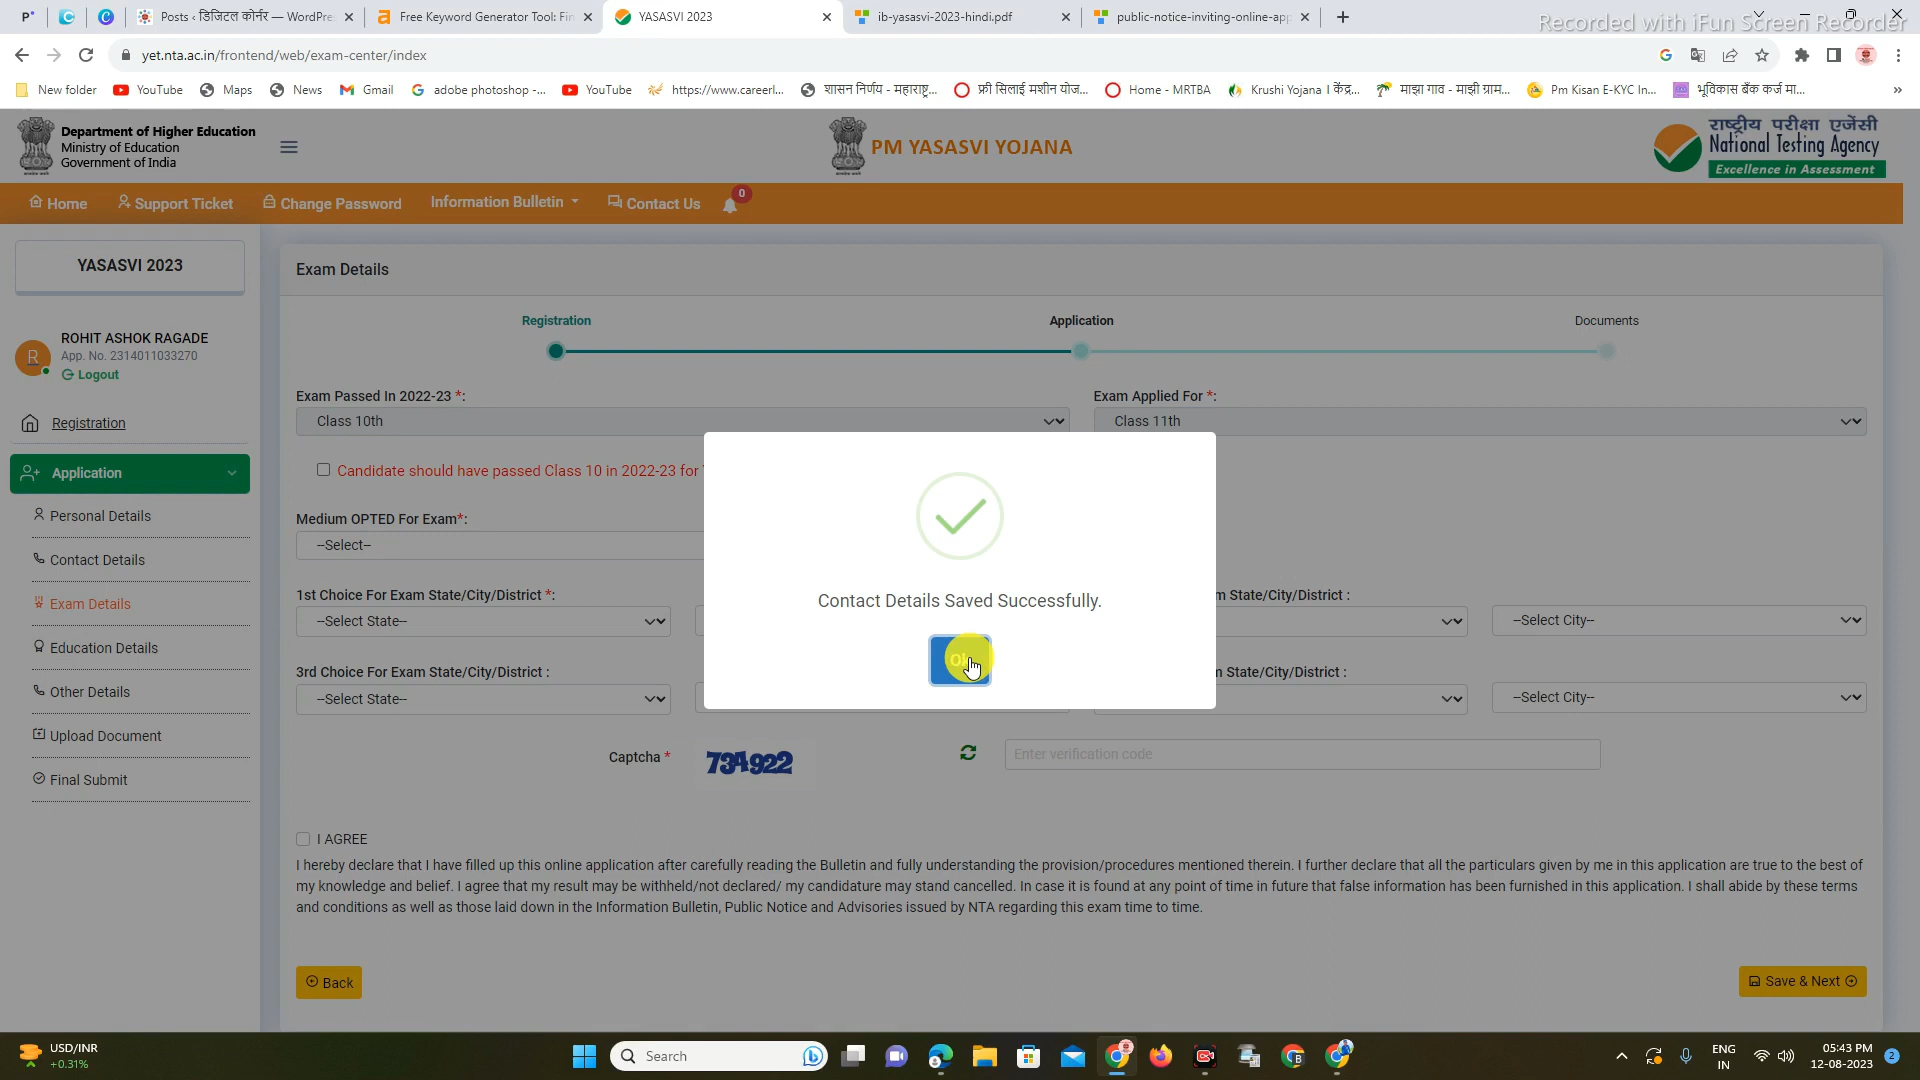 Posts ‹ डिजिटल कोर्नर — WordPre
Free Keyword Generator Tool: Fin
YASASVI 2023
ib-yasasvi-2023-hindi.pdf
public-notice-inviting-online-app
Recorded with iFun Screen Recorder
yet.nta.ac.in/frontend/web/exam-center/index
New folder
YouTube
Maps
News
Gmail
adobe photoshop -...
YouTube
https://www.careerl...
शासन निर्णय - महाराष्ट्र...
फ्री सिलाई मशीन योज...
Home - MRTBA
Krushi Yojana । केंद्र...
माझा गाव - माझी ग्राम...
Pm Kisan E-KYC In...
भूविकास बँक कर्ज मा...
»
Department of Higher Education
Ministry of Education
Government of India
PM YASASVI YOJANA
राष्ट्रीय परीक्षा एजेंसी
National Testing Agency
Excellence in Assessment
Home
Support Ticket
Change Password
Information Bulletin
Contact Us
0
YASASVI 2023
R
ROHIT ASHOK RAGADE
App. No. 2314011033270
Logout
Registration
Application
Personal Details
Contact Details
Exam Details
Education Details
Other Details
Upload Document
Final Submit
Exam Details
Registration
Application
Documents
Exam Passed In 2022-23 *:
Class 10th
Exam Applied For *:
Class 11th
Candidate should have passed Class 10 in 2022-23 for
Medium OPTED For Exam*:
--Select--
1st Choice For Exam State/City/District *:
m State/City/District :
--Select State--
--Select City--
3rd Choice For Exam State/City/District :
m State/City/District :
--Select State--
--Select City--
Contact Details Saved Successfully.
Captcha *
734922
Enter verification code
I AGREE
I hereby declare that I have filled up this online application after carefully reading the Bulletin and fully understanding the provision/procedures mentioned therein. I further declare that all the particulars given by me in this application are true to the best of
my knowledge and belief. I agree that my result may be withheld/not declared/ my candidature may stand cancelled. In case it is found at any point of time in future that false information has been furnished in this application. I shall abide by these terms
and conditions as well as those laid down in the Information Bulletin, Public Notice and Advisories issued by NTA regarding this exam time to time.
Back
Save & Next
USD/INR
+0.31%
Search
ENG
IN
05:43 PM
12-08-2023
2